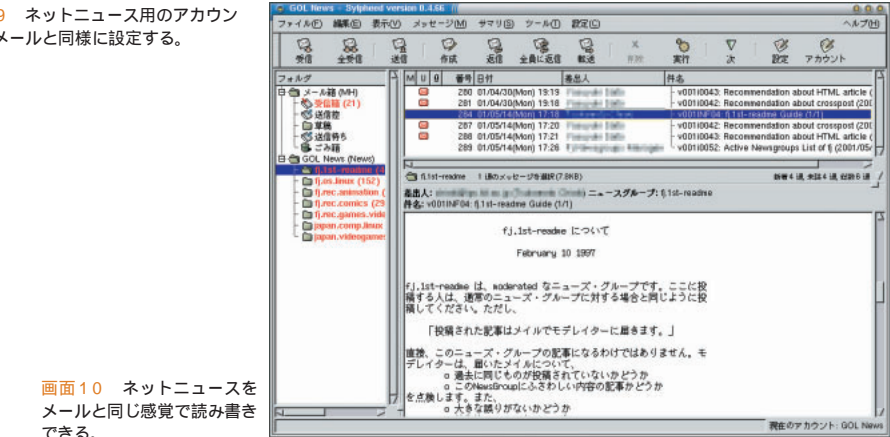 9 ネットニュース用のアカウン
メールと同様に設定する。
画面10 ネットニュースを
メールと同じ感覚で読み書き
できる。
GOL News - Sylpheed version 0.4.66
ファイル(F) 編集(E) 表示(V) メッセージ(M) サマリ(S) ツール(T) 設定(C) ヘルプ(H)
受信 全受信 送信 作成 返信 全員に返信 転送 削除 実行 次 設定 アカウント
フォルダ
メール箱 (MH)
受信箱 (21)
送信控
草稿
送信待ち
ごみ箱
GOL News (News)
fj.1st-readme (4
fj.os.linux (152)
fj.rec.animation (
fj.rec.comics (29
fj.rec.games.vide
japan.comp.linux
japan.videogame
M U 番号 日付 差出人 件名
280 01/04/30(Mon) 19:19 v001i0043: Recommendation about HTML article (
281 01/04/30(Mon) 19:18 v001i0042: Recommendation about crosspost (200
284 01/05/14(Mon) 17:18 v001INF04: fj.1st-readme Guide (1/1)
287 01/05/14(Mon) 17:20 v001i0042: Recommendation about crosspost (200
288 01/05/14(Mon) 17:21 v001i0043: Recommendation about HTML article (
289 01/05/14(Mon) 17:26 v001i0052: Active Newsgroups List of fj (2001/05/
fj.1st-readme 1 通のメッセージを選択(7.8KB) 新着 4 通, 未読 4 通, 総数 6 通
差出人: ニュースグループ: fj.1st-readme
件名: v001INF04: fj.1st-readme Guide (1/1)
fj.1st-readme について
February 10 1997
fj.1st-readme は、moderated なニュース・グループです。ここに投
稿する人は、通常のニュース・グループに対する場合と同じように投
稿してください。ただし、
「投稿された記事はメイルでモデレイターに届きます。」
直接、このニュース・グループの記事になるわけではありません。モ
デレイターは、届いたメイルについて、
o 過去に同じものが投稿されていないかどうか
o このNewsGroupにふさわしい内容の記事かどうか
を点検します。また、
o 大きな誤りがないかどうか
現在のアカウント: GOL News